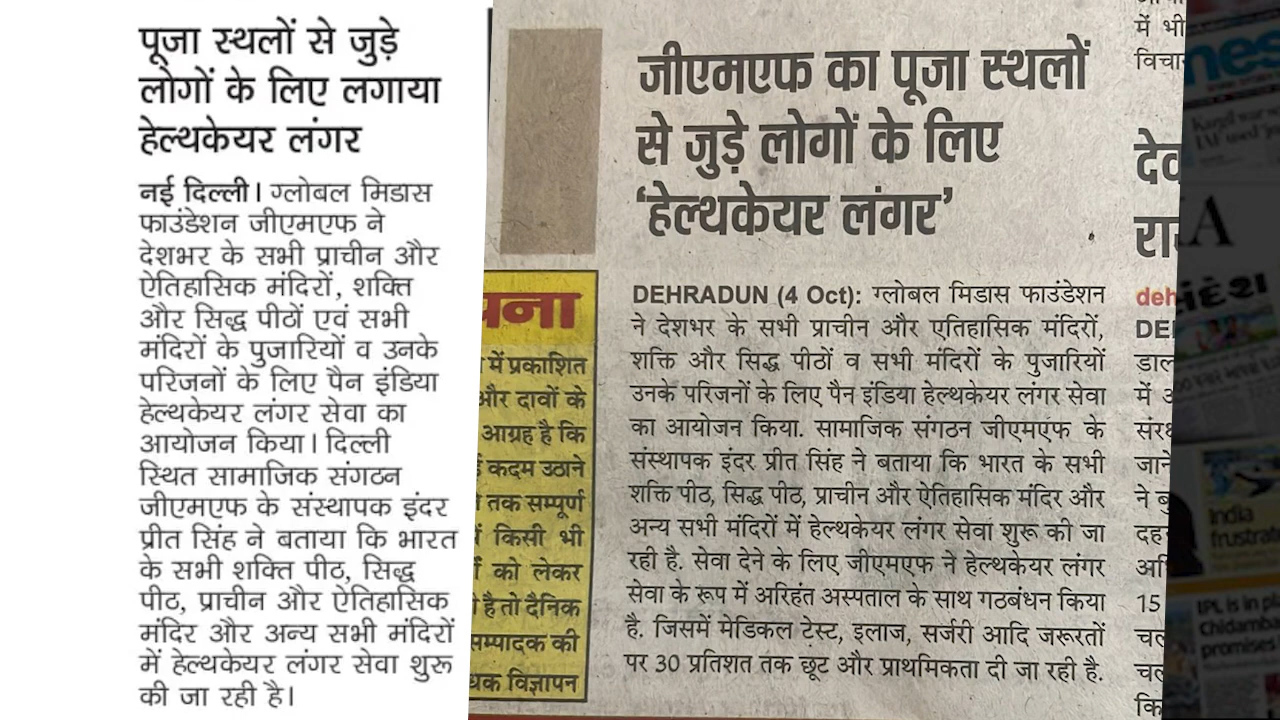 पूजा स्थलों से जुड़े
लोगों के लिए लगाया
हेल्थकेयर लंगर
नई दिल्ली। ग्लोबल मिडास
फाउंडेशन जीएमएफ ने
देशभर के सभी प्राचीन और
ऐतिहासिक मंदिरों, शक्ति
और सिद्ध पीठों एवं सभी
मंदिरों के पुजारियों व उनके
परिजनों के लिए पैन इंडिया
हेल्थकेयर लंगर सेवा का
आयोजन किया। दिल्ली
स्थित सामाजिक संगठन
जीएमएफ के संस्थापक इंदर
प्रीत सिंह ने बताया कि भारत
के सभी शक्ति पीठ, सिद्ध
पीठ, प्राचीन और ऐतिहासिक
मंदिर और अन्य सभी मंदिरों
में हेल्थकेयर लंगर सेवा शुरू
की जा रही है।
जीएमएफ का पूजा स्थलों
से जुड़े लोगों के लिए
‘हेल्थकेयर लंगर’
DEHRADUN (4 Oct): ग्लोबल मिडास फाउंडेशन
ने देशभर के सभी प्राचीन और एतिहासिक मंदिरों,
शक्ति और सिद्ध पीठों व सभी मंदिरों के पुजारियों
उनके परिजनों के लिए पैन इंडिया हेल्थकेयर लंगर सेवा
का आयोजन किया. सामाजिक संगठन जीएमएफ के
संस्थापक इंदर प्रीत सिंह ने बताया कि भारत के सभी
शक्ति पीठ, सिद्ध पीठ, प्राचीन और ऐतिहासिक मंदिर और
अन्य सभी मंदिरों में हेल्थकेयर लंगर सेवा शुरू की जा
रही है. सेवा देने के लिए जीएमएफ ने हेल्थकेयर लंगर
सेवा के रूप में अरिहंत अस्पताल के साथ गठबंधन किया
है. जिसमें मेडिकल टेस्ट, इलाज, सर्जरी आदि जरूरतों
पर 30 प्रतिशत तक छूट और प्राथमिकता दी जा रही है.
में प्रकाशित
और दावों के
आग्रह है कि
कदम उठाने
तक सम्पूर्ण
किसी भी
को लेकर
है तो दैनिक
सम्पादक की
विज्ञापन
में भी
15
India
IPL is in